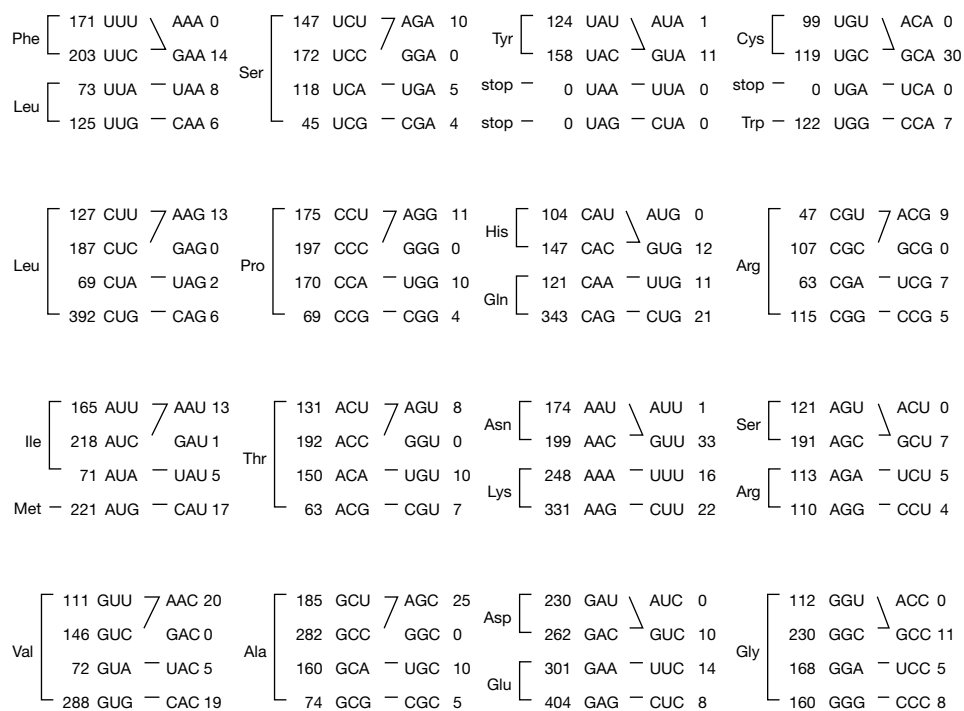 Phe 171 UUU AAA 0 Ser 147 UCU AGA 10 Tyr 124 UAU AUA 1 Cys 99 UGU ACA 0
203 UUC GAA 14 172 UCC GGA 0 158 UAC GUA 11 119 UGC GCA 30
Leu 73 UUA UAA 8 118 UCA UGA 5 stop 0 UAA UUA 0 stop 0 UGA UCA 0
125 UUG CAA 6 45 UCG CGA 4 stop 0 UAG CUA 0 Trp 122 UGG CCA 7
Leu 127 CUU AAG 13 Pro 175 CCU AGG 11 His 104 CAU AUG 0 Arg 47 CGU ACG 9
187 CUC GAG 0 197 CCC GGG 0 147 CAC GUG 12 107 CGC GCG 0
69 CUA UAG 2 170 CCA UGG 10 Gln 121 CAA UUG 11 63 CGA UCG 7
392 CUG CAG 6 69 CCG CGG 4 343 CAG CUG 21 115 CGG CCG 5
Ile 165 AUU AAU 13 Thr 131 ACU AGU 8 Asn 174 AAU AUU 1 Ser 121 AGU ACU 0
218 AUC GAU 1 192 ACC GGU 0 199 AAC GUU 33 191 AGC GCU 7
71 AUA UAU 5 150 ACA UGU 10 Lys 248 AAA UUU 16 Arg 113 AGA UCU 5
Met 221 AUG CAU 17 63 ACG CGU 7 331 AAG CUU 22 110 AGG CCU 4
Val 111 GUU AAC 20 Ala 185 GCU AGC 25 Asp 230 GAU AUC 0 Gly 112 GGU ACC 0
146 GUC GAC 0 282 GCC GGC 0 262 GAC GUC 10 230 GGC GCC 11
72 GUA UAC 5 160 GCA UGC 10 Glu 301 GAA UUC 14 168 GGA UCC 5
288 GUG CAC 19 74 GCG CGC 5 404 GAG CUC 8 160 GGG CCC 8